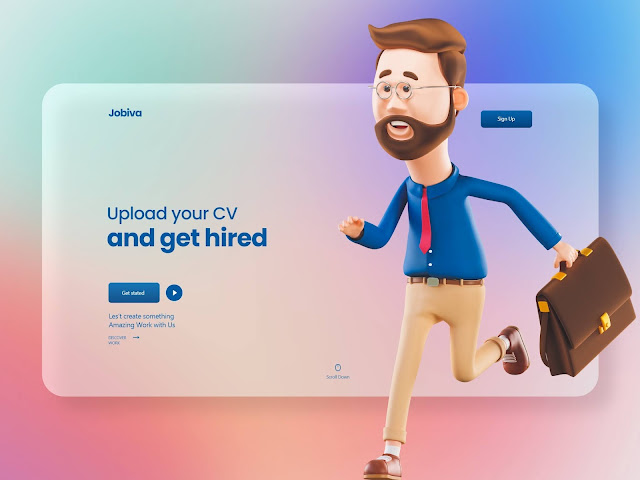 Jobiva
Sign Up
Upload your CV
and get hired
Get stated
Les't create something
Amazing Work with Us
DISCOVER
WORK
Scroll Down